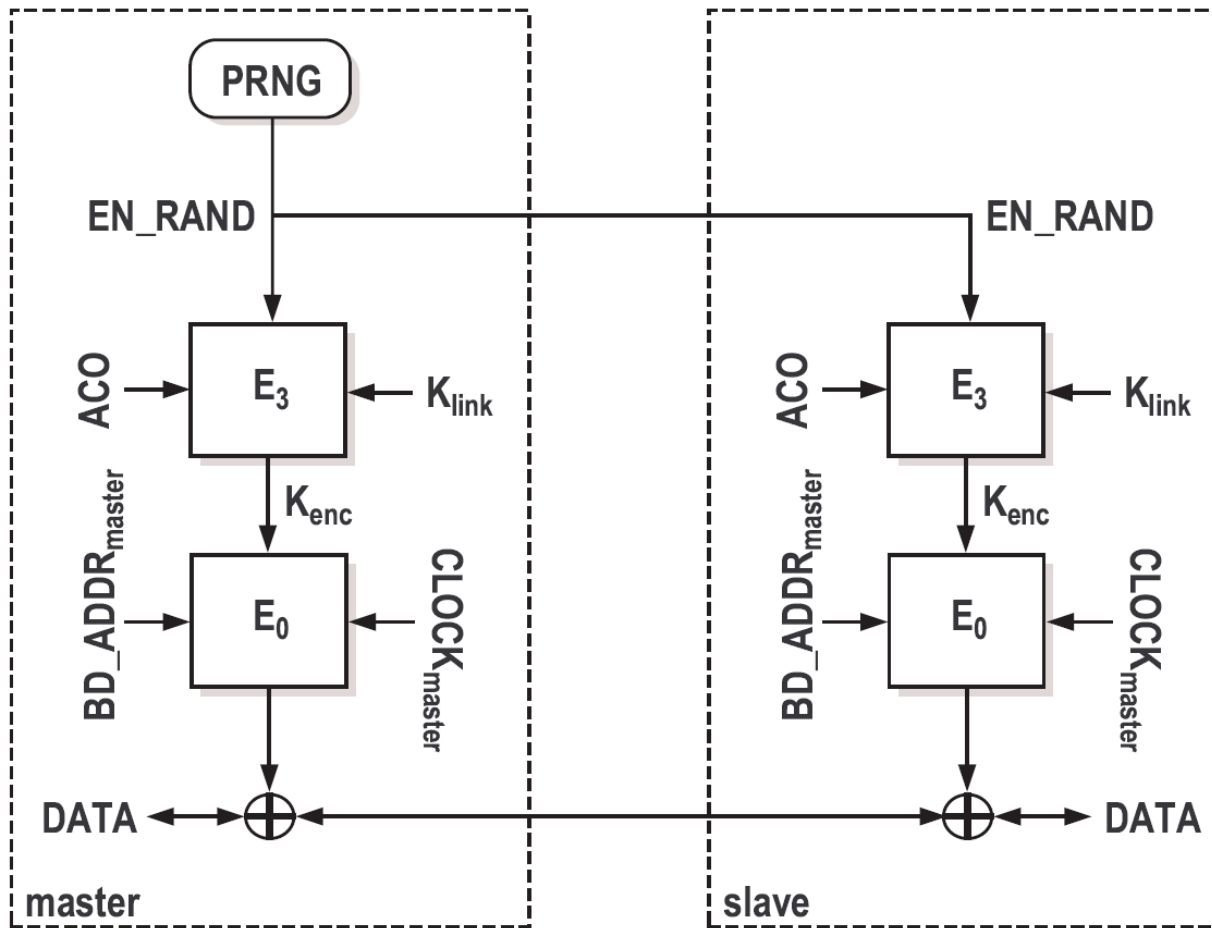 PRNG
EN_RAND
EN_RAND
ACO
E3
Klink
ACO
E3
Klink
Kenc
Kenc
BD_ADDRmaster
E0
CLOCKmaster
BD_ADDRmaster
E0
CLOCKmaster
DATA
DATA
master
slave